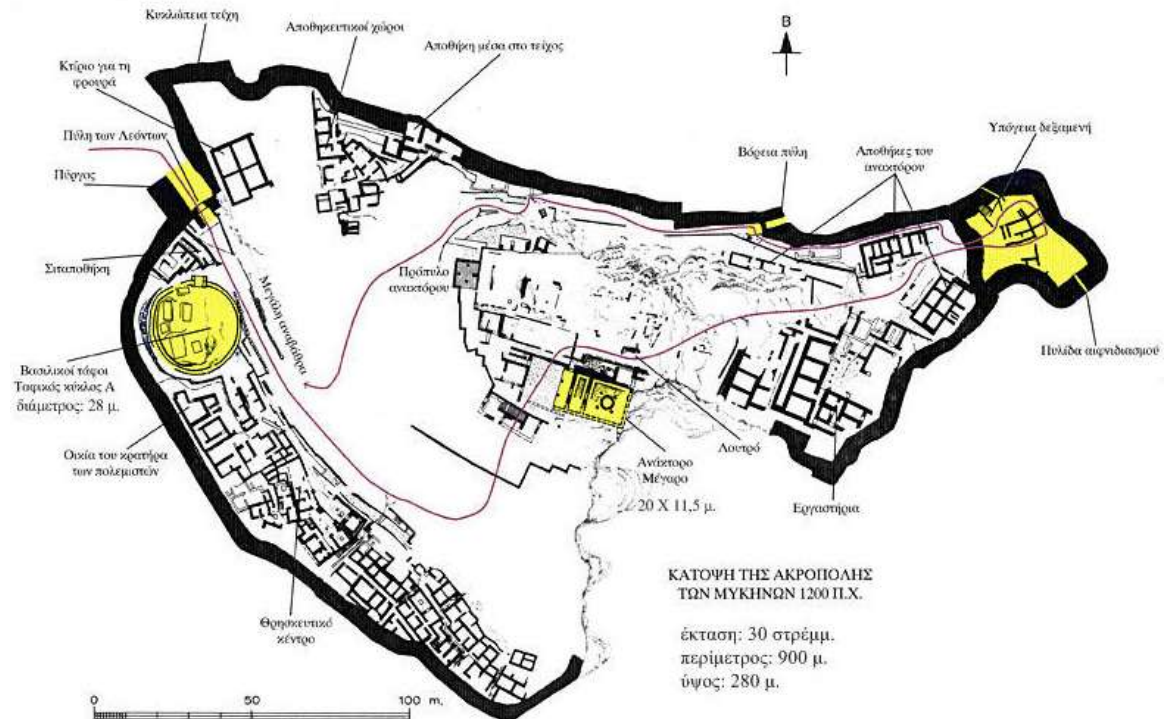 Κυκλώπεια τείχη
Αποθηκευτικοί χώροι
Αποθήκη μέσα στο τείχος
Β
Κτίριο για τη
φρουρά
Πύλη των Λεόντων
Πύργος
Βόρεια πύλη
Αποθήκες του
ανακτόρου
Υπόγεια δεξαμενή
Σιταποθήκη
Μεγάλη αναβάθρα
Πρόπυλο
ανακτόρου
Πυλίδα αιφνιδιασμού
Βασιλικοί τάφοι
Ταφικός κύκλος Α
διάμετρος: 28 μ.
Οικία του κρατήρα
των πολεμιστών
Λουτρό
Ανάκτορο
Μέγαρο
20 Χ 11,5 μ.
Εργαστήρια
Θρησκευτικό
κέντρο
ΚΑΤΟΨΗ ΤΗΣ ΑΚΡΟΠΟΛΗΣ
ΤΩΝ ΜΥΚΗΝΩΝ 1200 Π.Χ.
έκταση: 30 στρέμμ.
περίμετρος: 900 μ.
ύψος: 280 μ.
0 50 100 m.